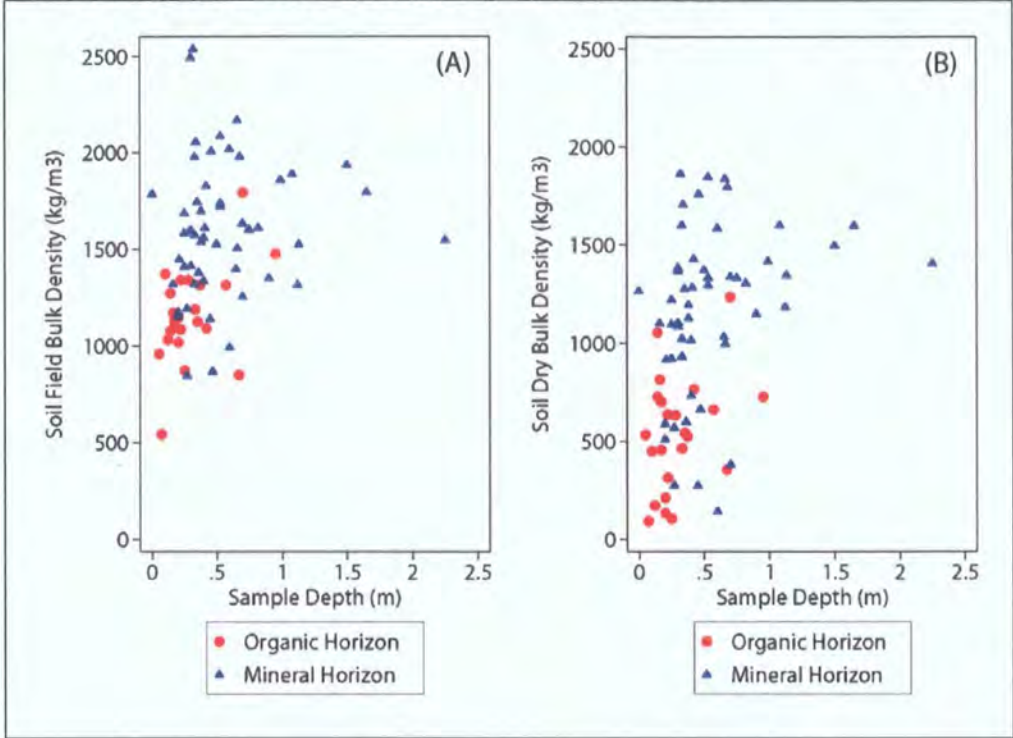 (A)
Soil Field Bulk Density (kg/m3)
2500
2000
1500
1000
500
0
0 .5 1 1.5 2 2.5
Sample Depth (m)
Organic Horizon
Mineral Horizon
(B)
Soil Dry Bulk Density (kg/m3)
2500
2000
1500
1000
500
0
0 .5 1 1.5 2 2.5
Sample Depth (m)
Organic Horizon
Mineral Horizon